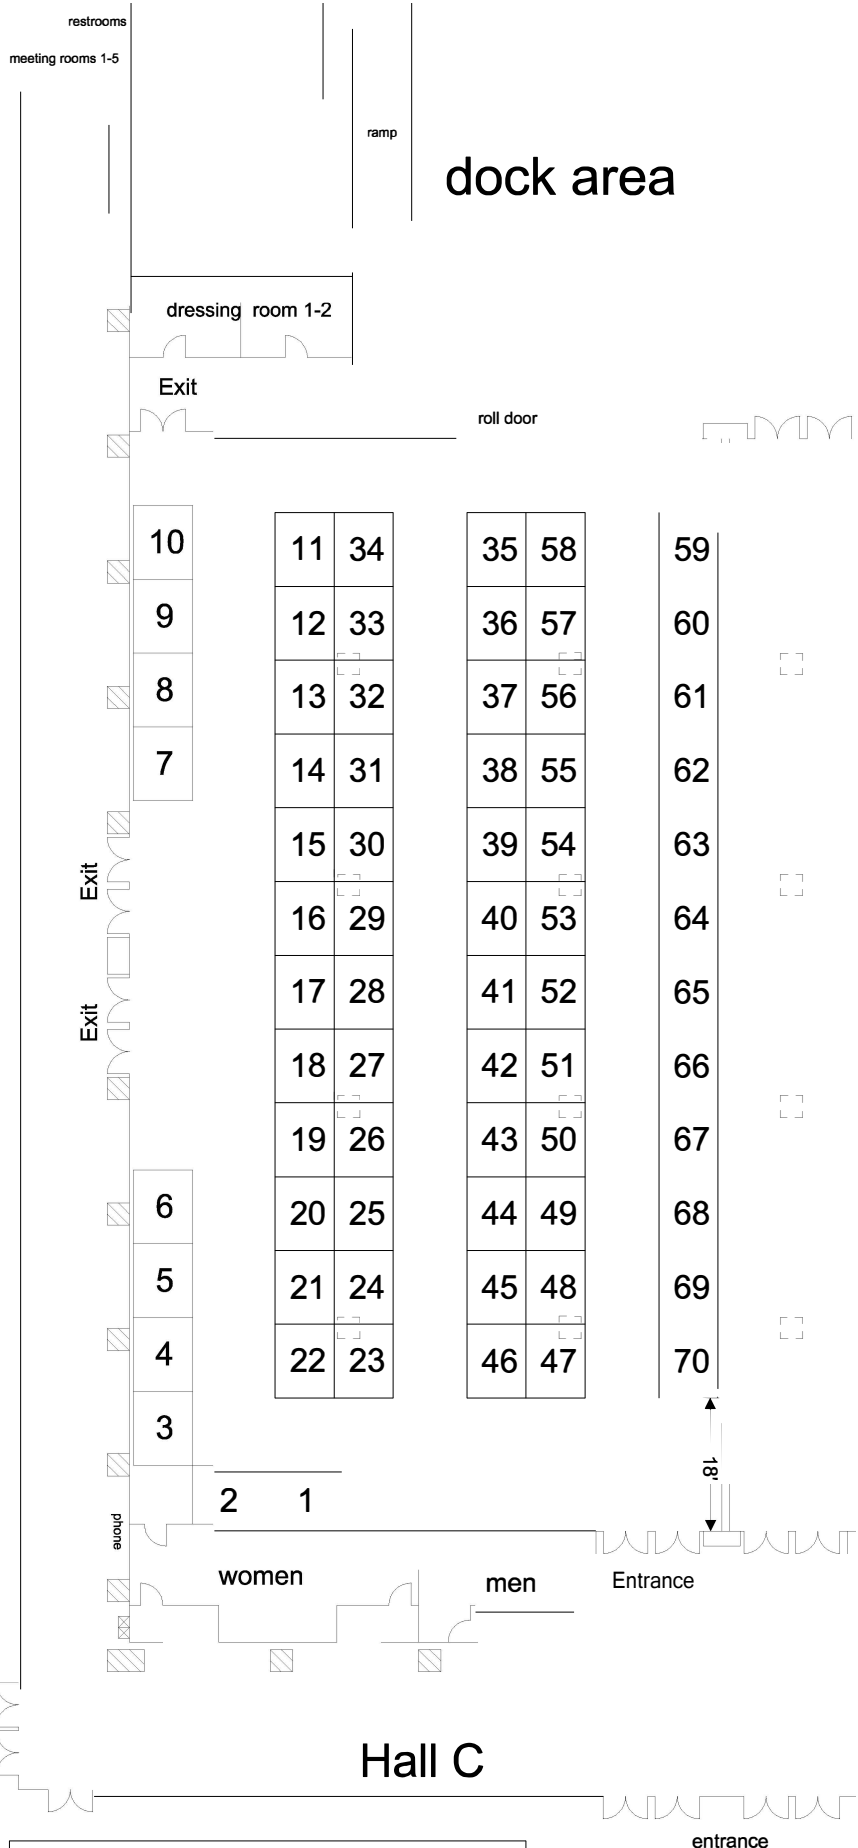 restrooms
meeting rooms 1-5
ramp
dock area
dressing room 1-2
Exit
roll door
10 11 34 35 58 59
9 12 33 36 57 60
8 13 32 37 56 61
7 14 31 38 55 62
15 30 39 54 63
Exit
16 29 40 53 64
17 28 41 52 65
Exit
18 27 42 51 66
19 26 43 50 67
6 20 25 44 49 68
5 21 24 45 48 69
4 22 23 46 47 70
3
18'
2 1
phone
women
men
Entrance
Hall C
entrance